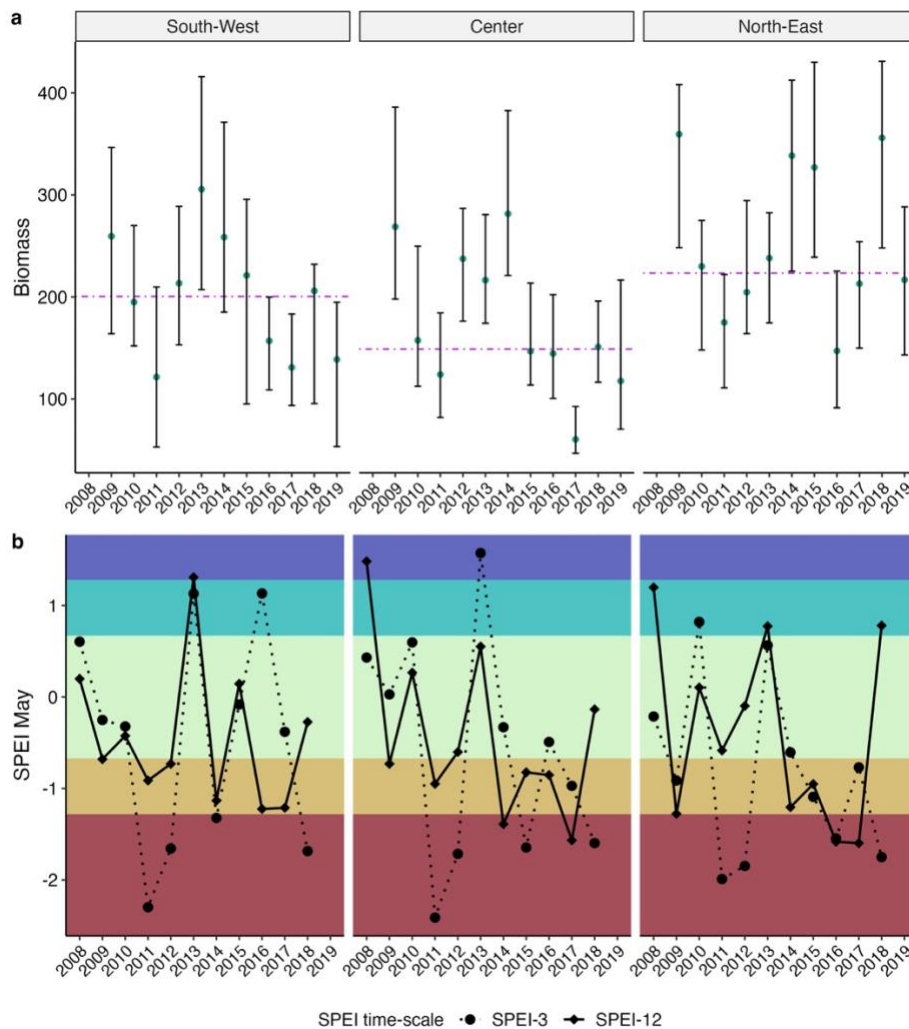 a
South-West Center North-East
Biomass
400
300
200
100
2008 2009 2010 2011 2012 2013 2014 2015 2016 2017 2018 2019 2008 2009 2010 2011 2012 2013 2014 2015 2016 2017 2018 2019 2008 2009 2010 2011 2012 2013 2014 2015 2016 2017 2018 2019
b
SPEI May
1
0
-1
-2
2008 2009 2010 2011 2012 2013 2014 2015 2016 2017 2018 2019 2008 2009 2010 2011 2012 2013 2014 2015 2016 2017 2018 2019 2008 2009 2010 2011 2012 2013 2014 2015 2016 2017 2018 2019
SPEI time-scale SPEI-3 SPEI-12